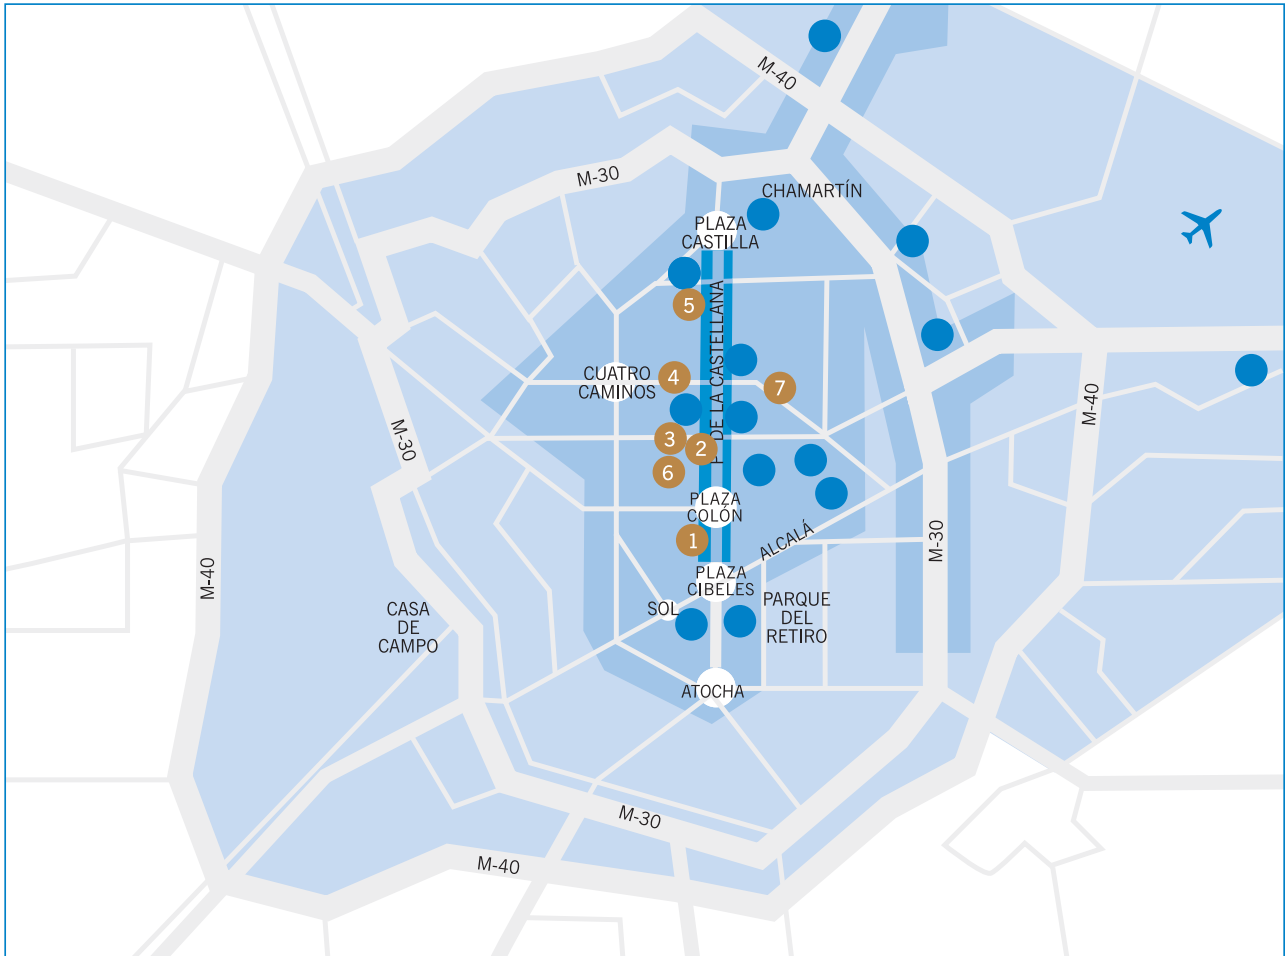 M-40
M-30
CHAMARTÍN
PLAZA
CASTILLA
5
Pº DE LA CASTELLANA
CUATRO
CAMINOS
4
7
M-40
M-30
3
2
6
PLAZA
COLÓN
1
ALCALÁ
M-30
M-40
PLAZA
CIBELES
SOL
PARQUE
DEL
RETIRO
CASA
DE
CAMPO
ATOCHA
M-30
M-40